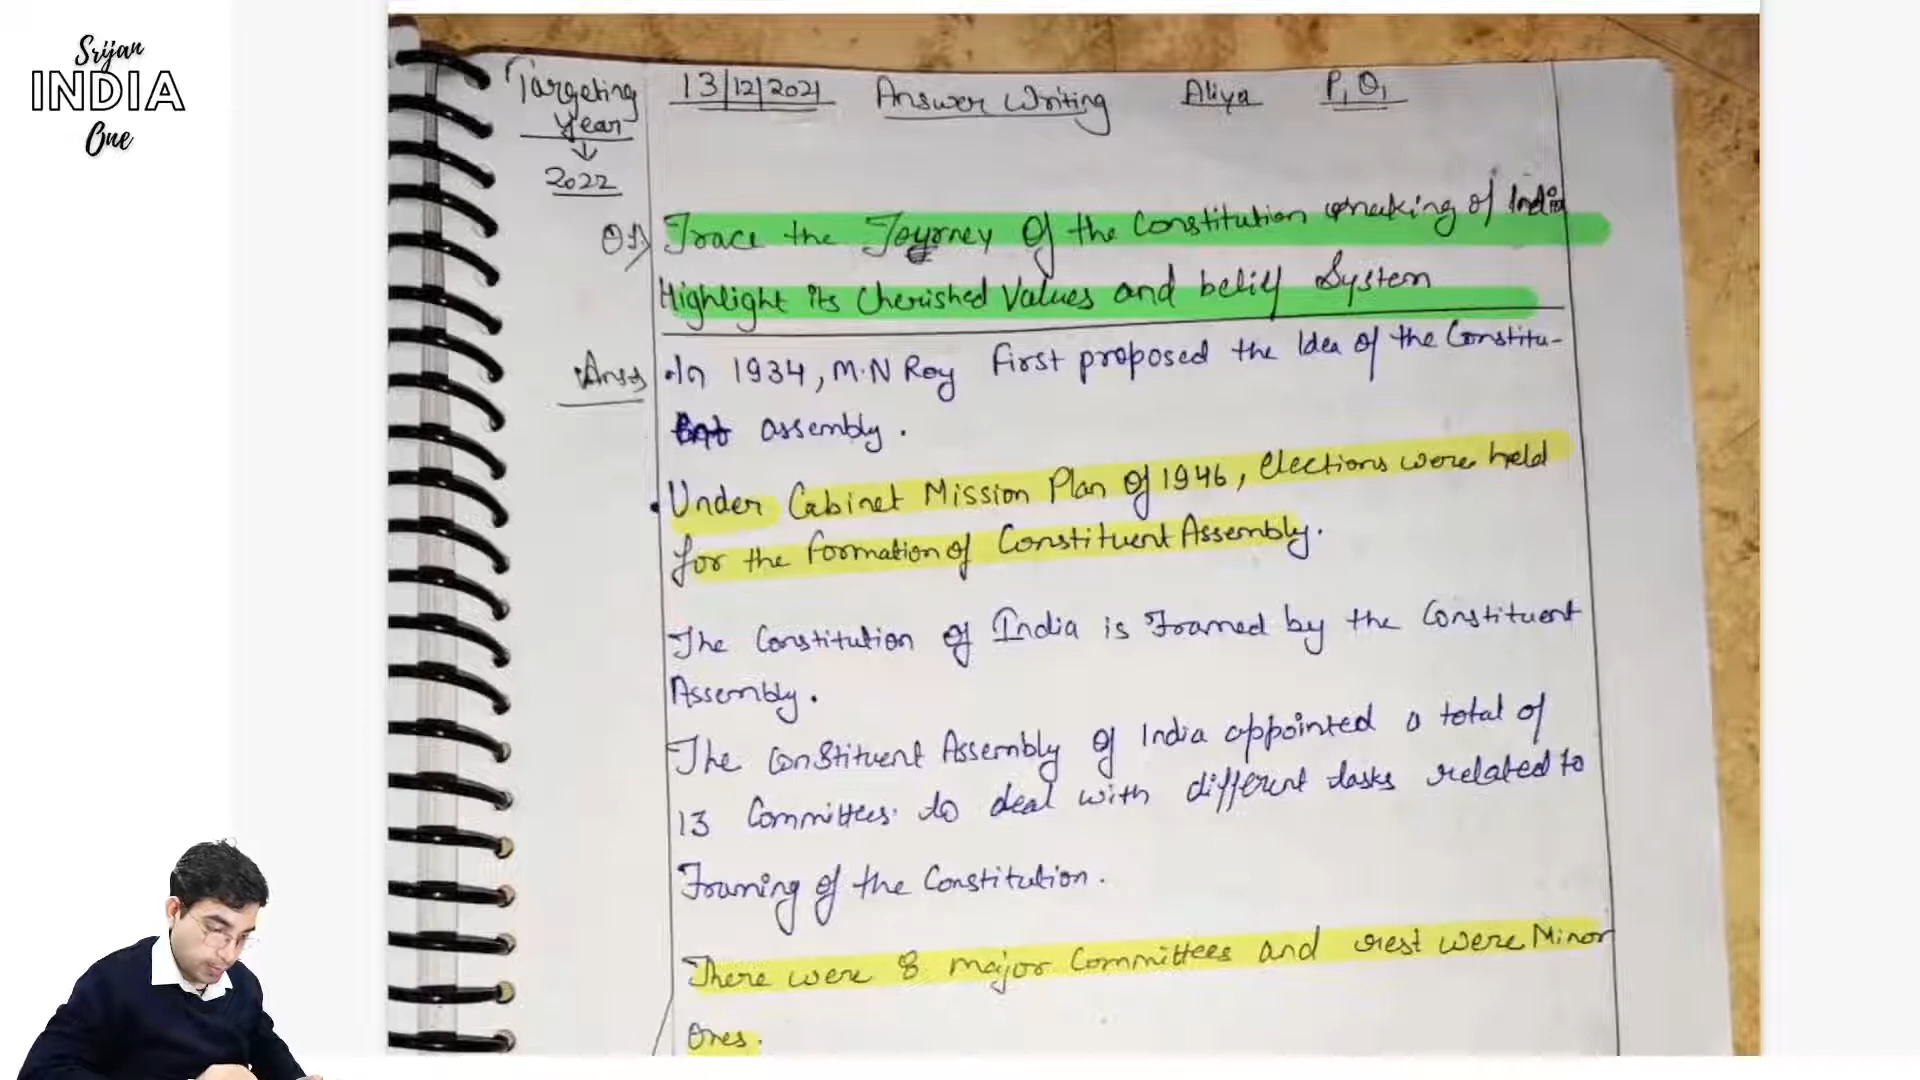 Srijan
INDIA
One
Targeting
Year
2022
13/12/2021 Answer Writing Aliya P1 Q1
Q1) Trace the Journey Of the Constitution making of India
Highlight its Cherished Values and belief System
Ans→ •In 1934, M.N Roy First proposed the Idea of the Constitu-
ent assembly.
• Under Cabinet Mission Plan Of 1946, Elections were held
for the formation of Constituent Assembly.
The Constitution of India is Framed by the Constituent
Assembly.
The Constituent Assembly of India appointed a total of
13 Committees to deal with different tasks related to
Framing of the Constitution.
There were 8 major Committees and rest were Minor
Ones.